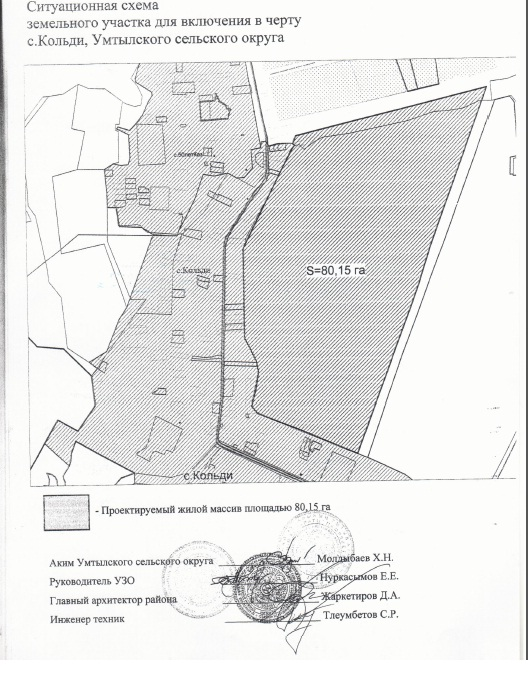 Ситуационная схема
земельного участка для включения в черту
с.Кольди, Умтылского сельского округа
S=80,15 га
с.Кольди
с.Кольди
- Проектируемый жилой массив площадью 80,15 га
Аким Умтылского сельского округа Молдыбаев Х.Н.
Руководитель УЗО Нуркасымов Е.Е.
Главный архитектор района Жаркетиров Д.А.
Инженер техник Тлеумбетов С.Р.